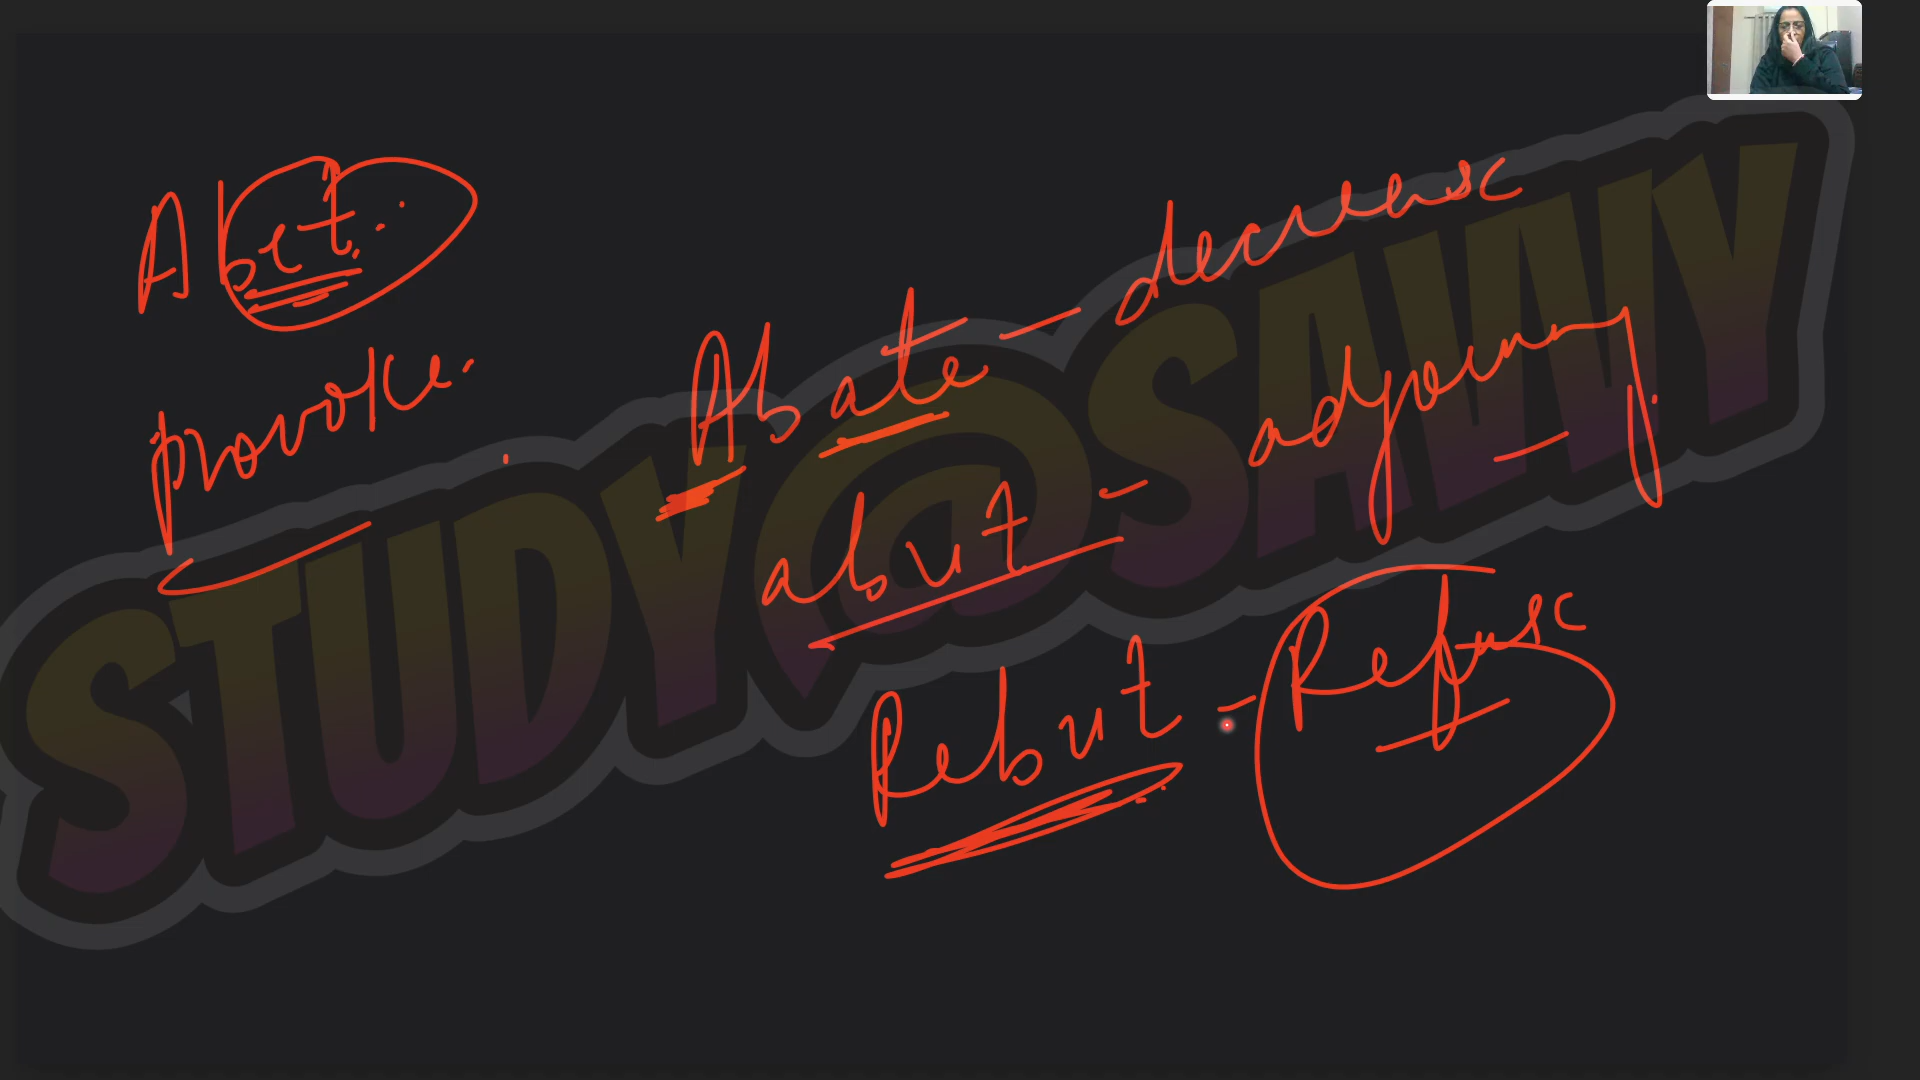 Abet.
provoke.
Abate - decrease
abut - adjoining
Rebut - Refuse
STUDY@SAVVY